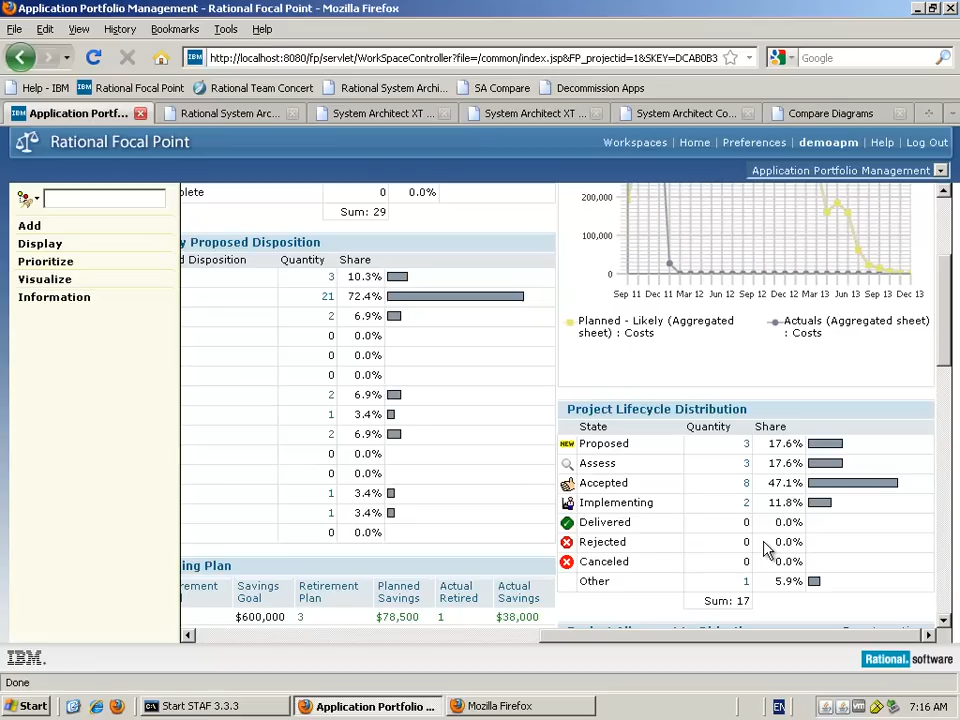 Application Portfolio Management - Rational Focal Point - Mozilla Firefox
File Edit View History Bookmarks Tools Help
IBM http://localhost:8080/fp/servlet/WorkSpaceController?file=/common/index.jsp&FP_projectid=1&SKEY=DCAB0B3 Google
Help - IBM IBM Rational Focal Point Rational Team Concert Rational System Archi... SA Compare Decommission Apps
IBM Application Portf... Rational System Arc... System Architect XT ... System Architect XT ... System Architect Co... Compare Diagrams
Rational Focal Point Workspaces | Home | Preferences | demoapm | Help | Log Out
Application Portfolio Management
Add
Display
Prioritize
Visualize
Information
plete 0 0.0%
Sum: 29
y Proposed Disposition
d Disposition Quantity Share
3 10.3%
21 72.4%
2 6.9%
0 0.0%
0 0.0%
0 0.0%
2 6.9%
1 3.4%
2 6.9%
0 0.0%
0 0.0%
1 3.4%
1 3.4%
0 0.0%
ing Plan
rement Savings Goal Retirement Plan Planned Savings Actual Retired Actual Savings
$600,000 3 $78,500 1 $38,000
200,000
100,000
0
Sep 11 Dec 11 Mar 12 Jun 12 Sep 12 Dec 12 Mar 13 Jun 13 Sep 13 Dec 13
Planned - Likely (Aggregated sheet) : Costs
Actuals (Aggregated sheet) : Costs
Project Lifecycle Distribution
State Quantity Share
NEW Proposed 3 17.6%
Assess 3 17.6%
Accepted 8 47.1%
Implementing 2 11.8%
Delivered 0 0.0%
Rejected 0 0.0%
Canceled 0 0.0%
Other 1 5.9%
Sum: 17
IBM. Rational. software
Done
Start Start STAF 3.3.3 Application Portfolio ... Mozilla Firefox EN 7:16 AM